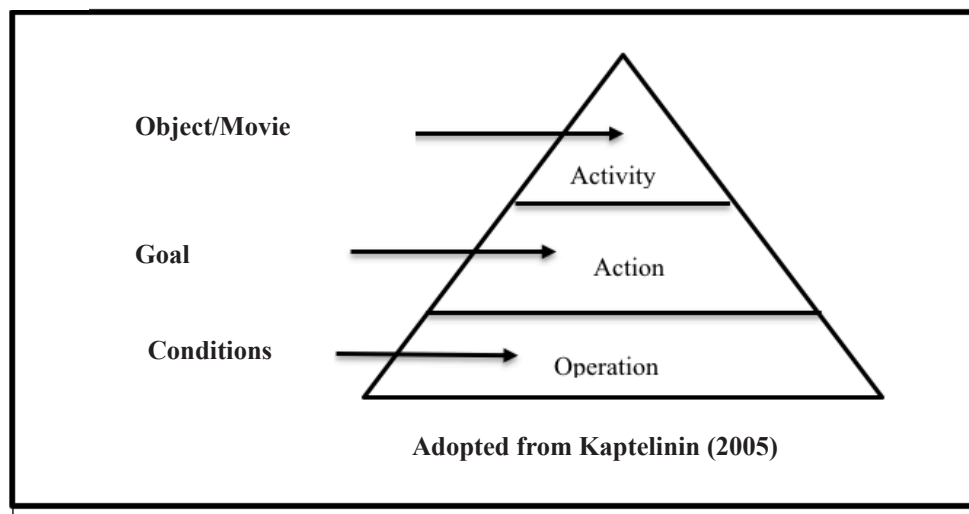 Object/Movie
Activity
Goal
Action
Conditions
Operation
Adopted from Kaptelinin (2005)